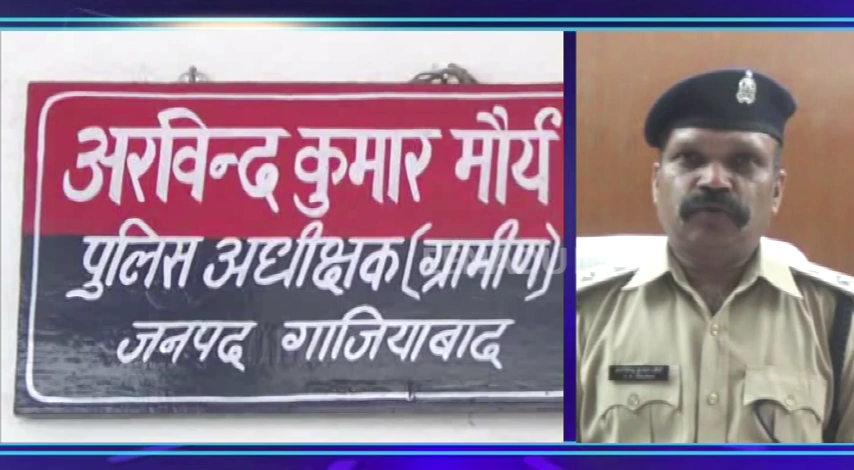 अरविन्द कुमार मौर्य
पुलिस अधीक्षक (ग्रामीण)
जनपद गाजियाबाद